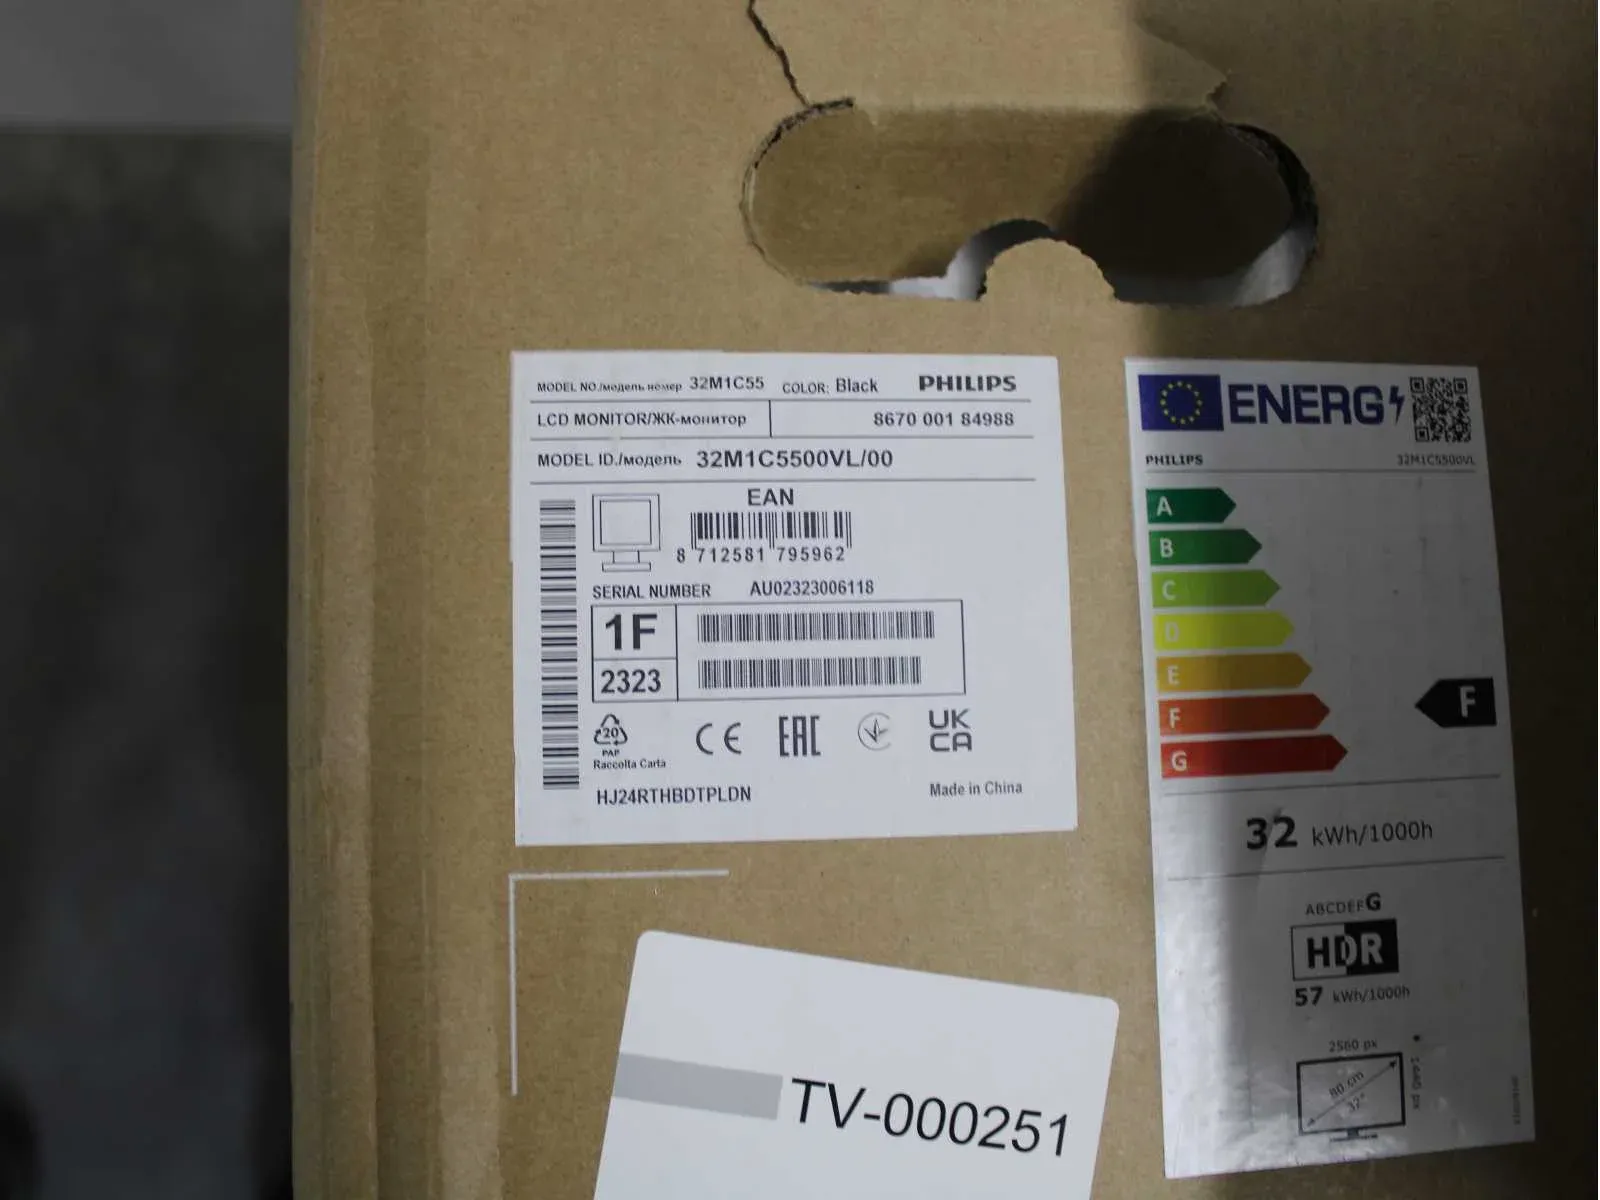 MODEL NO./модель номер 32M1C55 COLOR: Black PHILIPS
LCD MONITOR/ЖК-монитор 8670 001 84988
MODEL ID./модель 32M1C5500VL/00
EAN
8 712581 795962
SERIAL NUMBER AU02323006118
1F
2323
20
PAP
Raccolta Carta
CE EAC UK CA
HJ24RTHBDTPLDN Made in China
ENERG
PHILIPS 32M1C5500VL
A
B
C
D
E
F
G
F
32 kWh/1000h
ABCDEFG
HDR
57 kWh/1000h
2560 px
1440 px
80 cm
32"
TV-000251